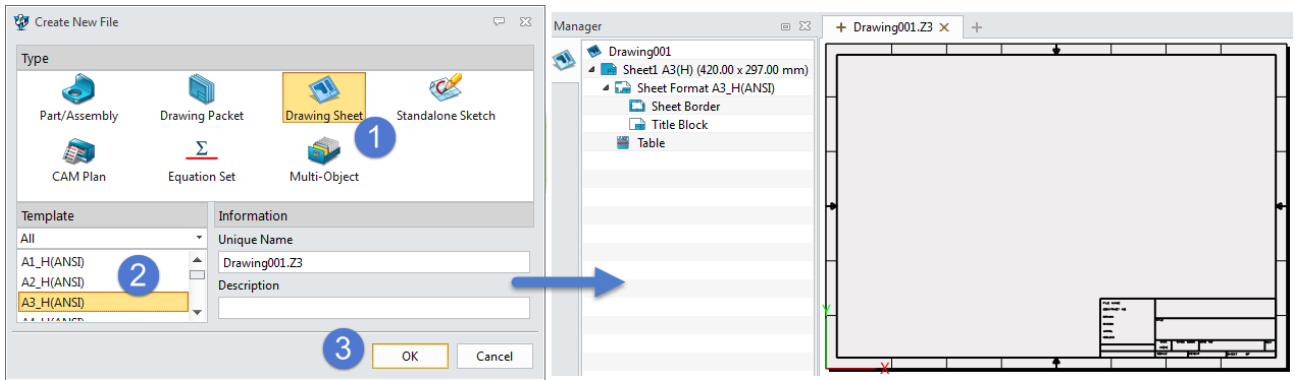 Create New File
Type
Part/Assembly
Drawing Packet
Drawing Sheet
Standalone Sketch
1
CAM Plan
Equation Set
Multi-Object
Template
Information
All
Unique Name
A1_H(ANSI)
A2_H(ANSI)
A3_H(ANSI)
2
Drawing001.Z3
Description
3
OK
Cancel
Manager
Drawing001
Sheet1 A3(H) (420.00 x 297.00 mm)
Sheet Format A3_H(ANSI)
Sheet Border
Title Block
Table
+ Drawing001.Z3 ×
+
FILE NAME
Y
X